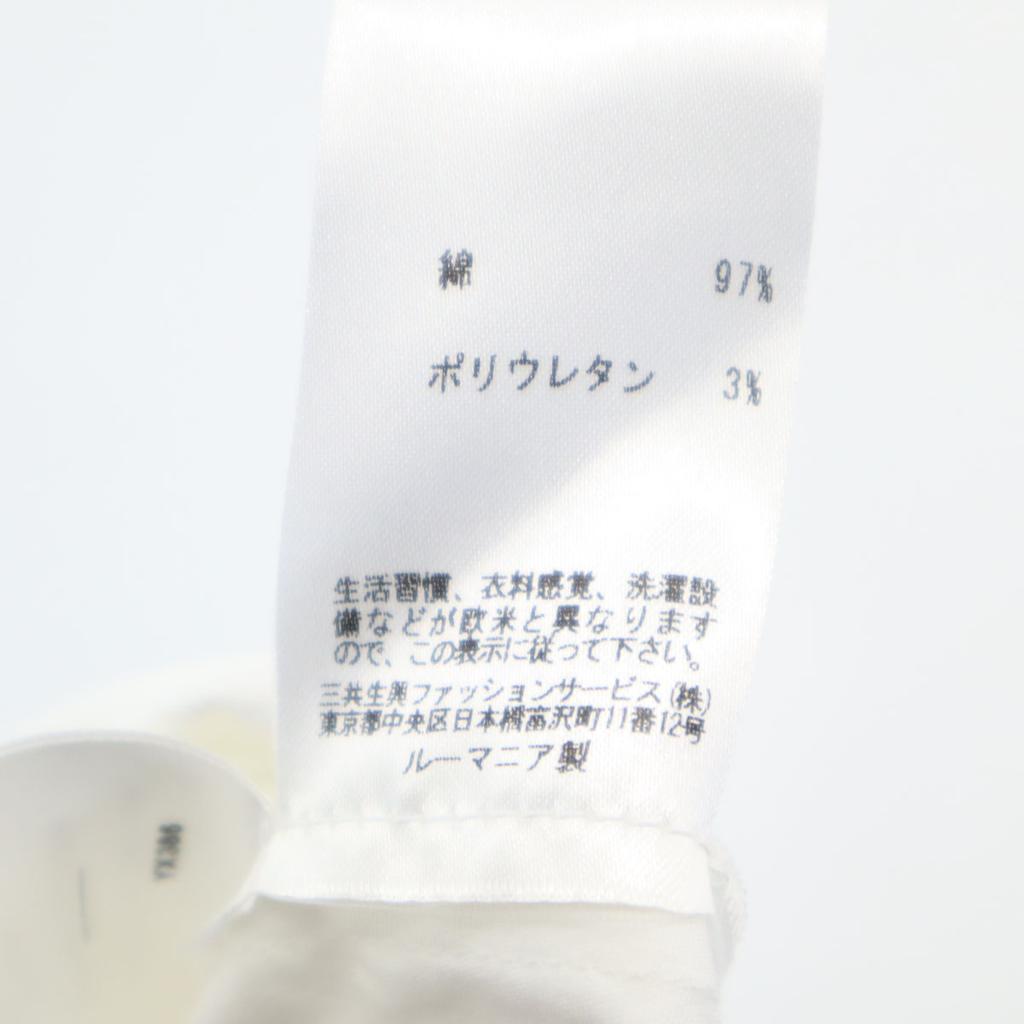 綿 97%
ポリウレタン 3%
生活習慣、衣料感覚、洗濯設
備などが欧米と異なります
ので、この表示に従って下さい。
三共生興ファッションサービス(株)
東京都中央区日本橋富沢町11番12号
ルーマニア製
YX386